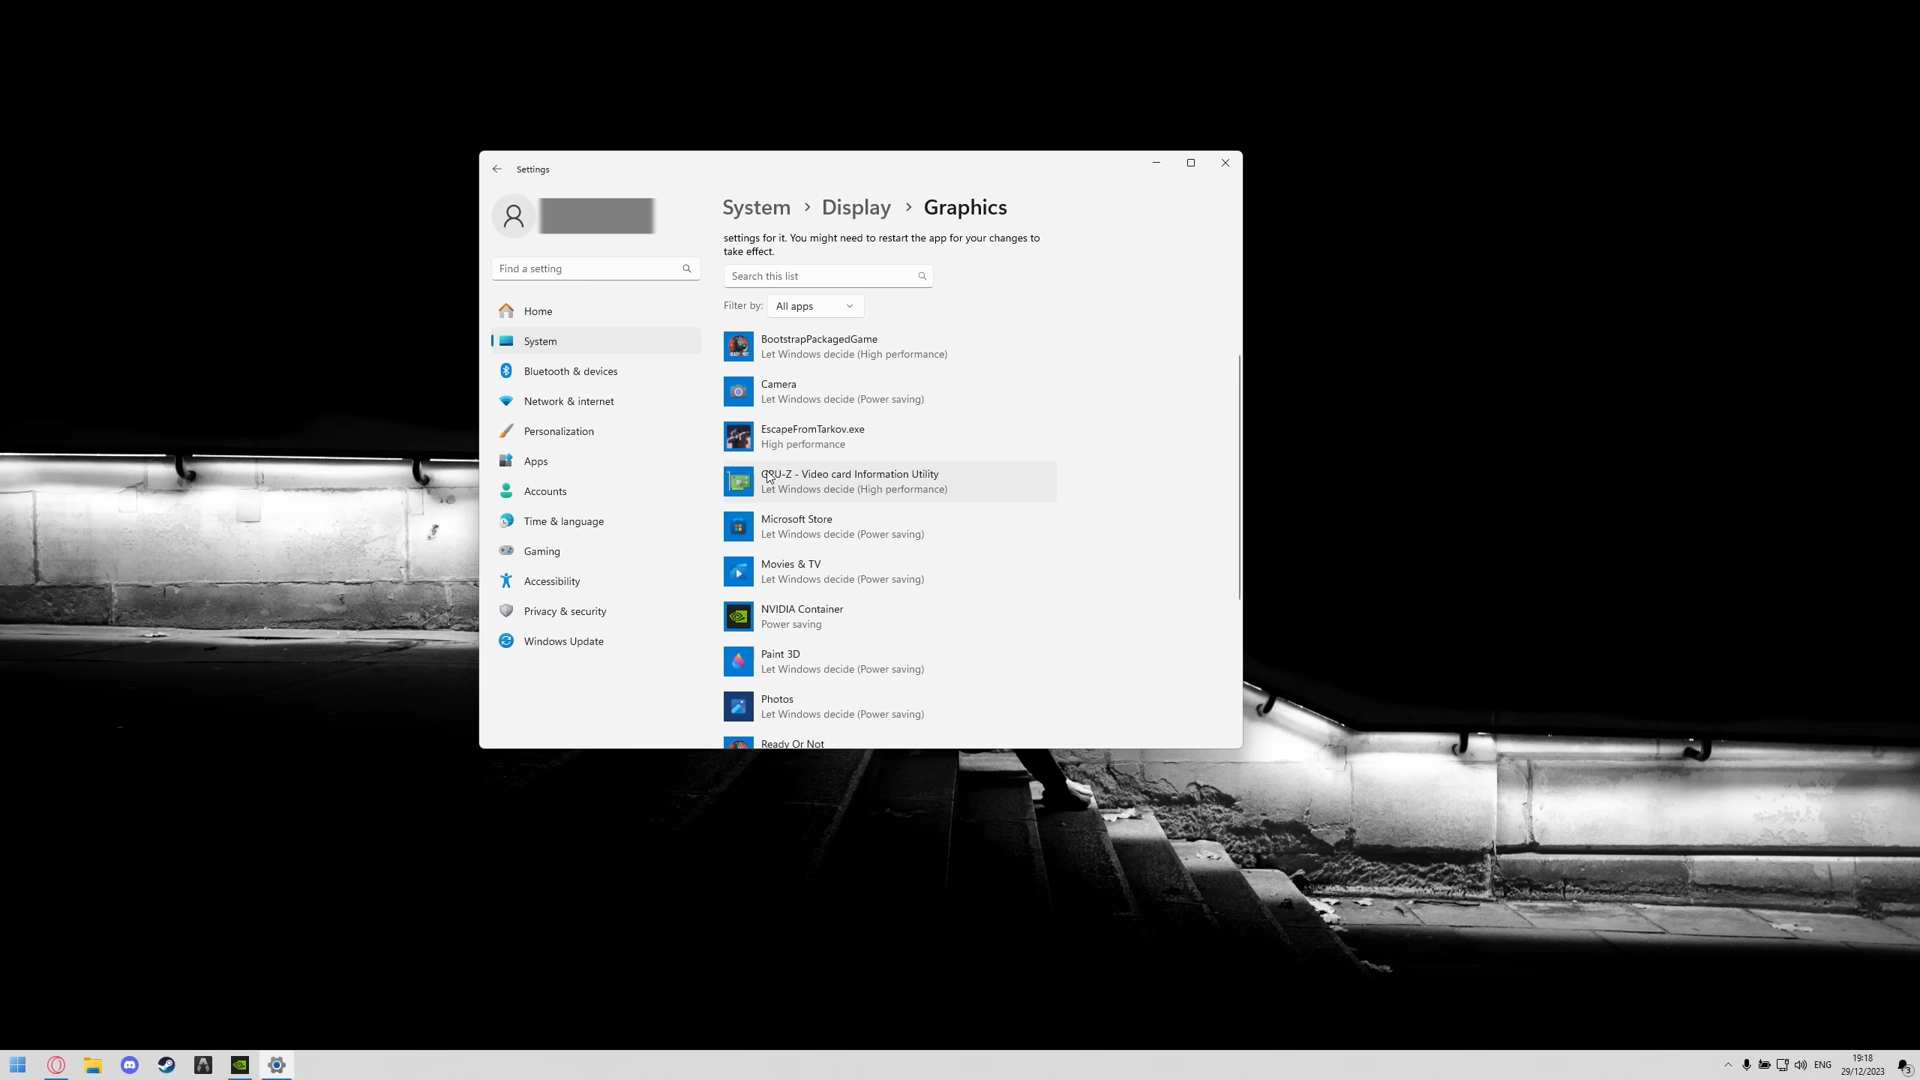 Settings
System > Display > Graphics
settings for it. You might need to restart the app for your changes to
take effect.
Find a setting
Search this list
Filter by:
All apps
Home
System
Bluetooth & devices
Network & internet
Personalization
Apps
Accounts
Time & language
Gaming
Accessibility
Privacy & security
Windows Update
BootstrapPackagedGame
Let Windows decide (High performance)
Camera
Let Windows decide (Power saving)
EscapeFromTarkov.exe
High performance
GPU-Z - Video card Information Utility
Let Windows decide (High performance)
Microsoft Store
Let Windows decide (Power saving)
Movies & TV
Let Windows decide (Power saving)
NVIDIA Container
Power saving
Paint 3D
Let Windows decide (Power saving)
Photos
Let Windows decide (Power saving)
Ready Or Not
ENG
19:18
29/12/2023
3